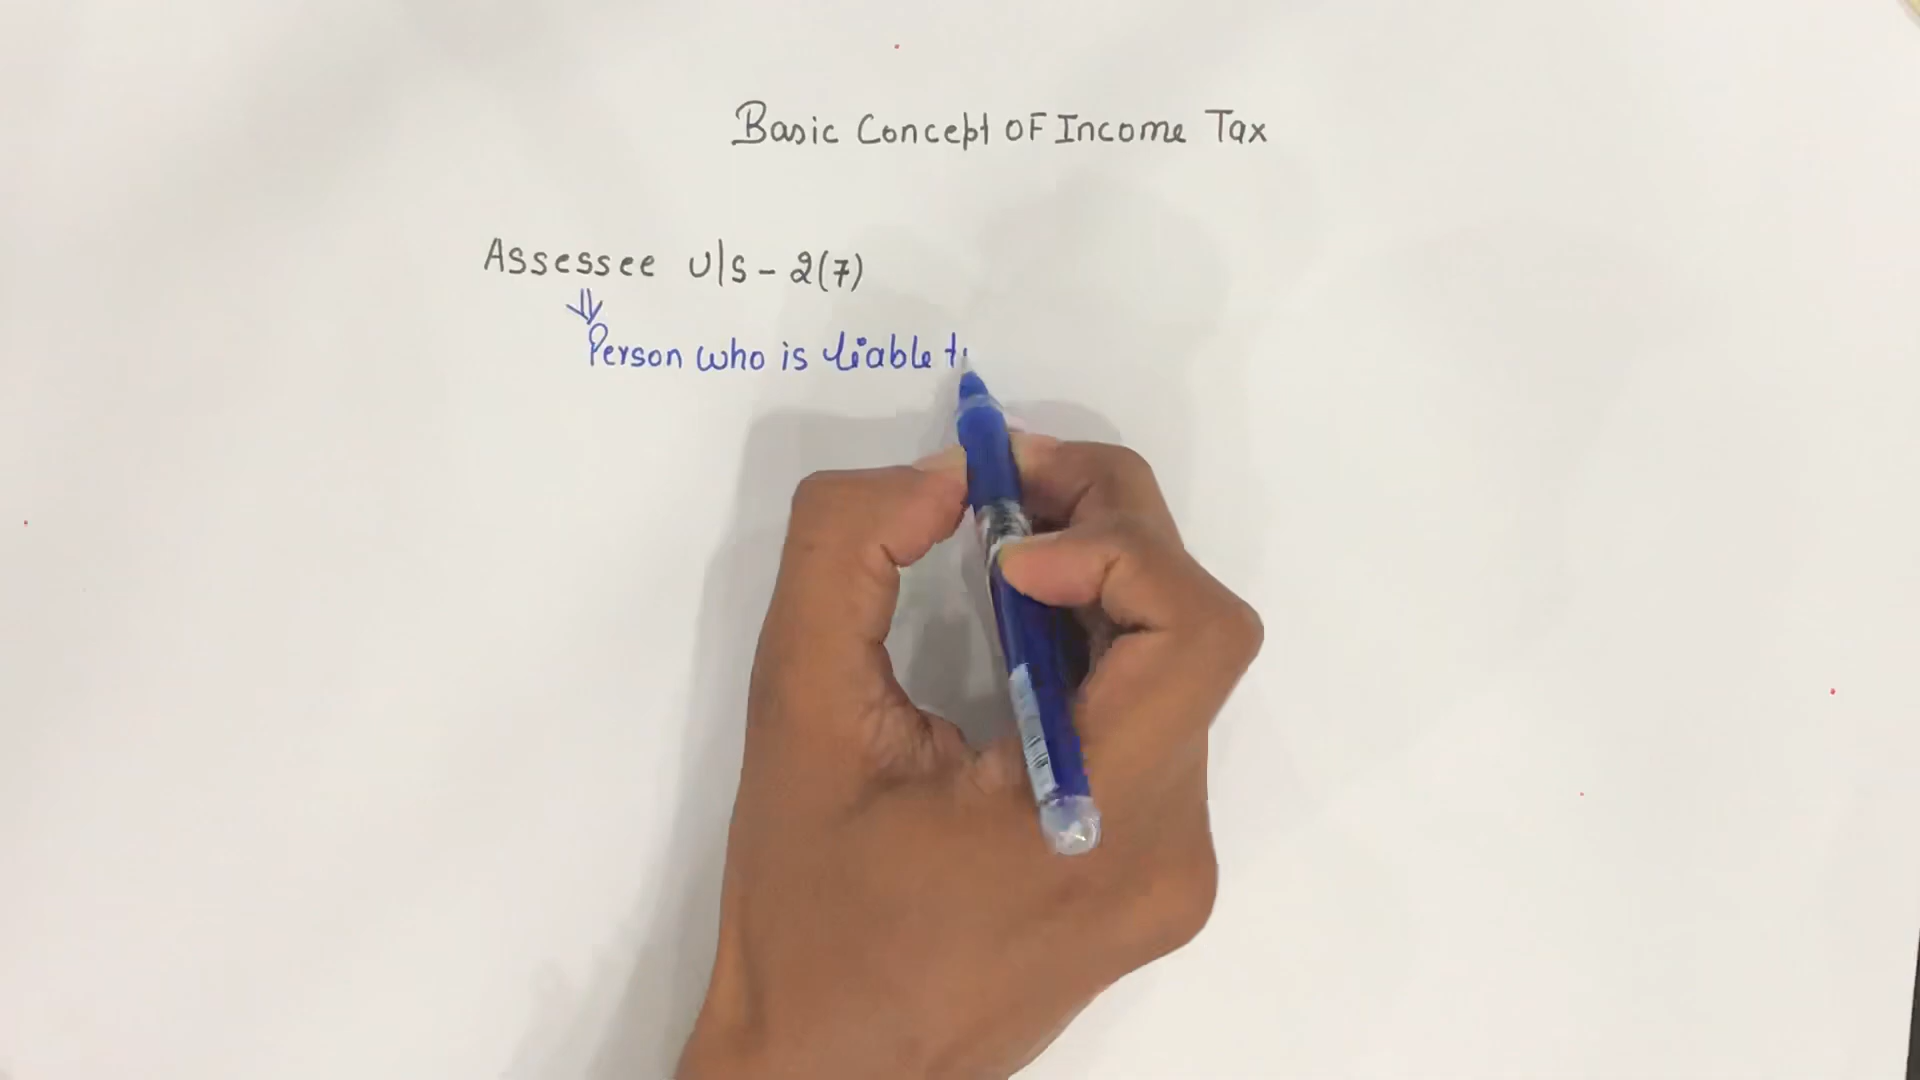 Basic Concept OF Income Tax
Assessee U/S - 2(7)
Person who is liable